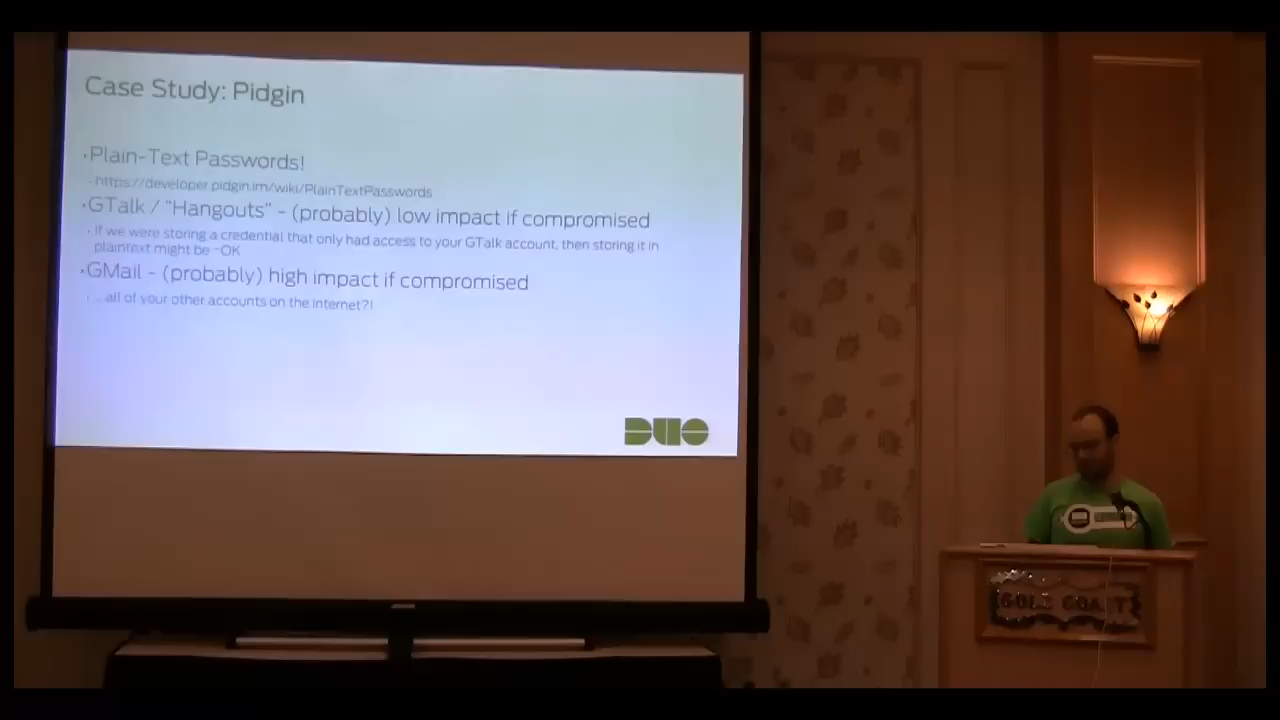 Case Study: Pidgin
·Plain-Text Passwords!
·https://developer.pidgin.im/wiki/PlainTextPasswords
·GTalk / "Hangouts" - (probably) low impact if compromised
·If we were storing a credential that only had access to your GTalk account, then storing it in
plaintext might be ~OK
·GMail - (probably) high impact if compromised
·...all of your other accounts on the internet?!
DUO
GOLD COAST